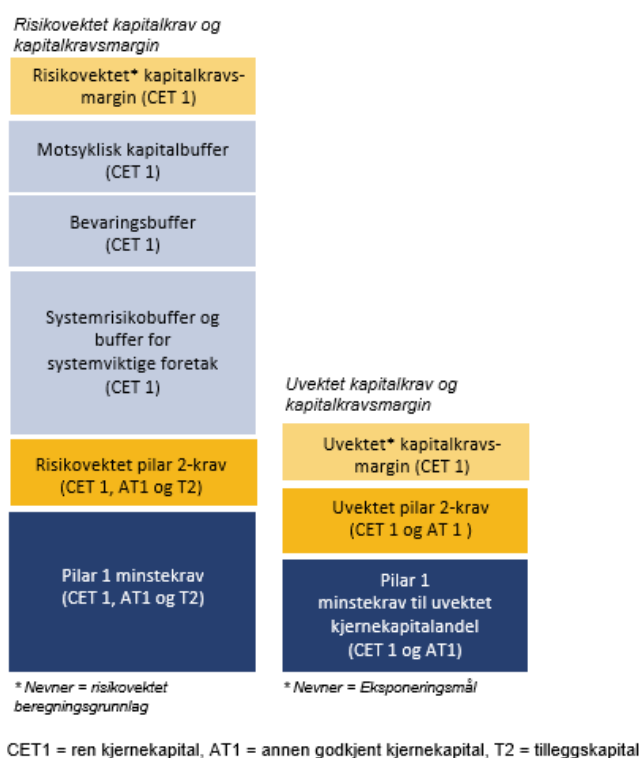 Risikovektet kapitalkrav og
kapitalkravsmargin
Risikovektet* kapitalkravs-
margin (CET 1)
Motsyklisk kapitalbuffer
(CET 1)
Bevaringsbuffer
(CET 1)
Systemrisikobuffer og
buffer for
systemviktige foretak
(CET 1)
Risikovektet pilar 2-krav
(CET 1, AT1 og T2)
Pilar 1 minstekrav
(CET 1, AT1 og T2)
* Nevner = risikovektet
beregningsgrunnlag
Uvektet kapitalkrav og
kapitalkravsmargin
Uvektet* kapitalkravs-
margin (CET 1)
Uvektet pilar 2-krav
(CET 1 og AT 1 )
Pilar 1
minstekrav til uvektet
kjernekapitalandel
(CET 1 og AT1)
* Nevner = Eksponeringsmål
CET1 = ren kjernekapital, AT1 = annen godkjent kjernekapital, T2 = tilleggskapital